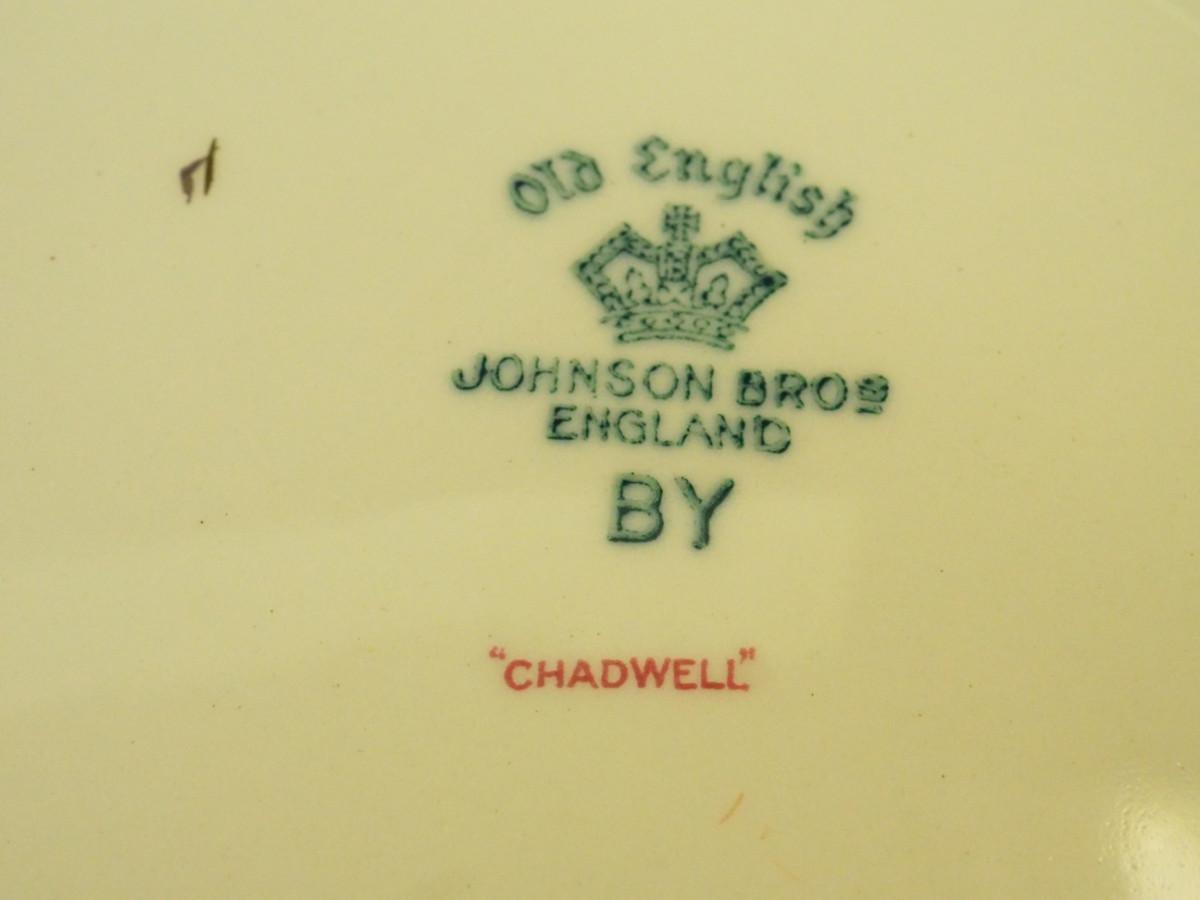 Old English
JOHNSON BROS
ENGLAND
BY
"CHADWELL"